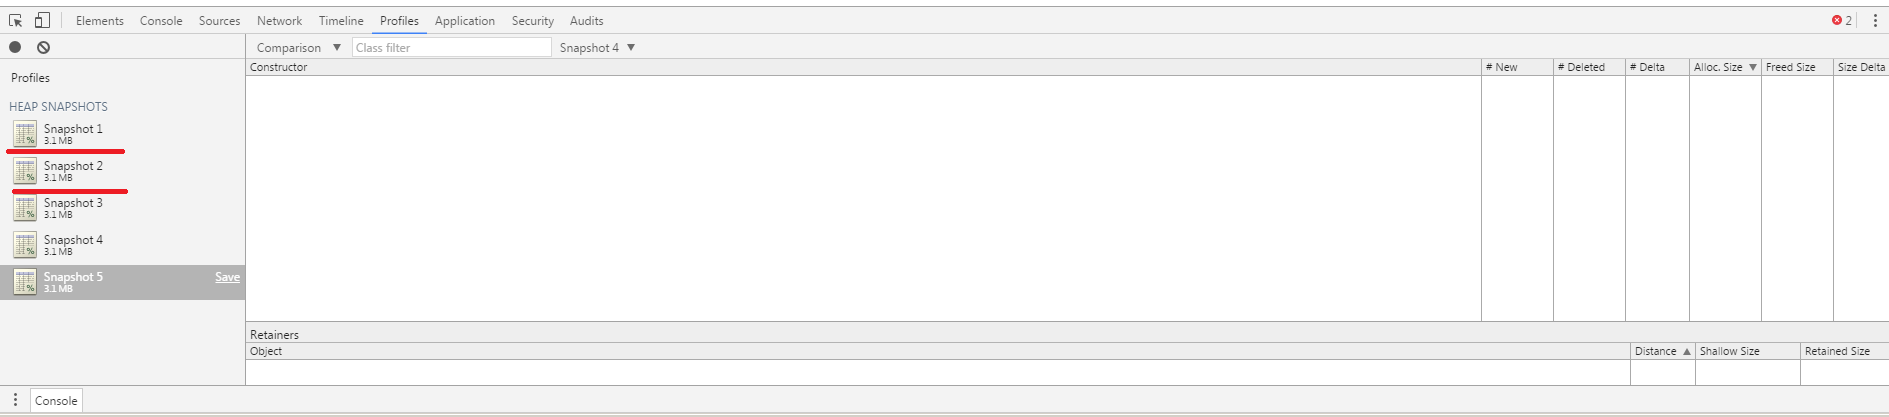 Elements Console Sources Network Timeline Profiles Application Security Audits 2
Comparison Class filter Snapshot 4
Profiles
HEAP SNAPSHOTS
Snapshot 1
3.1 MB
Snapshot 2
3.1 MB
Snapshot 3
3.1 MB
Snapshot 4
3.1 MB
Snapshot 5 Save
3.1 MB
Constructor # New # Deleted # Delta Alloc. Size Freed Size Size Delta
Retainers
Object Distance Shallow Size Retained Size
Console